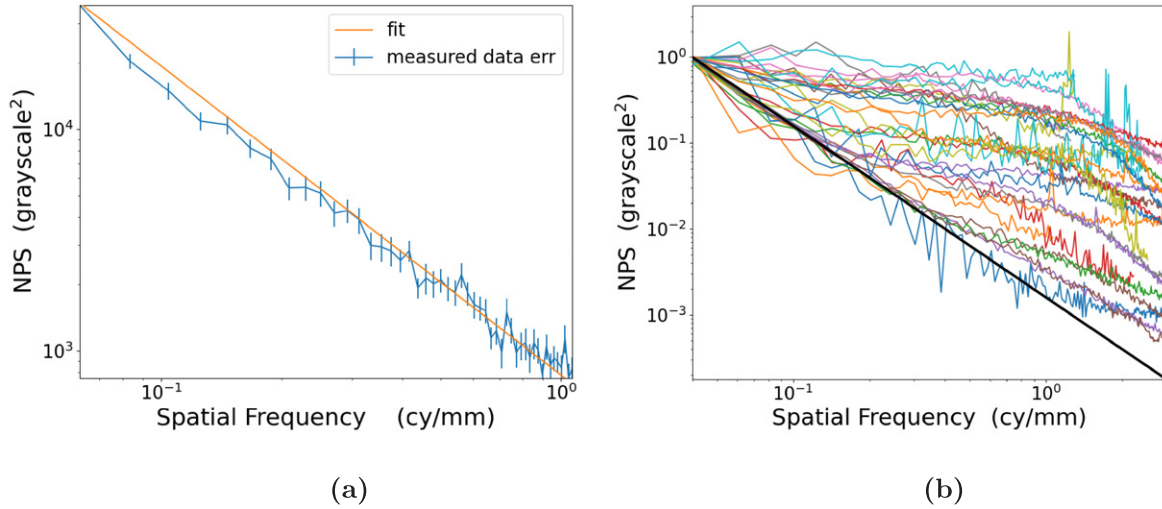 fit
measured data err
10⁴
10³
NPS (grayscale²)
10⁻¹
10⁰
Spatial Frequency (cy/mm)
(a)
10⁰
10⁻¹
10⁻²
10⁻³
NPS (grayscale²)
10⁻¹
10⁰
Spatial Frequency (cy/mm)
(b)